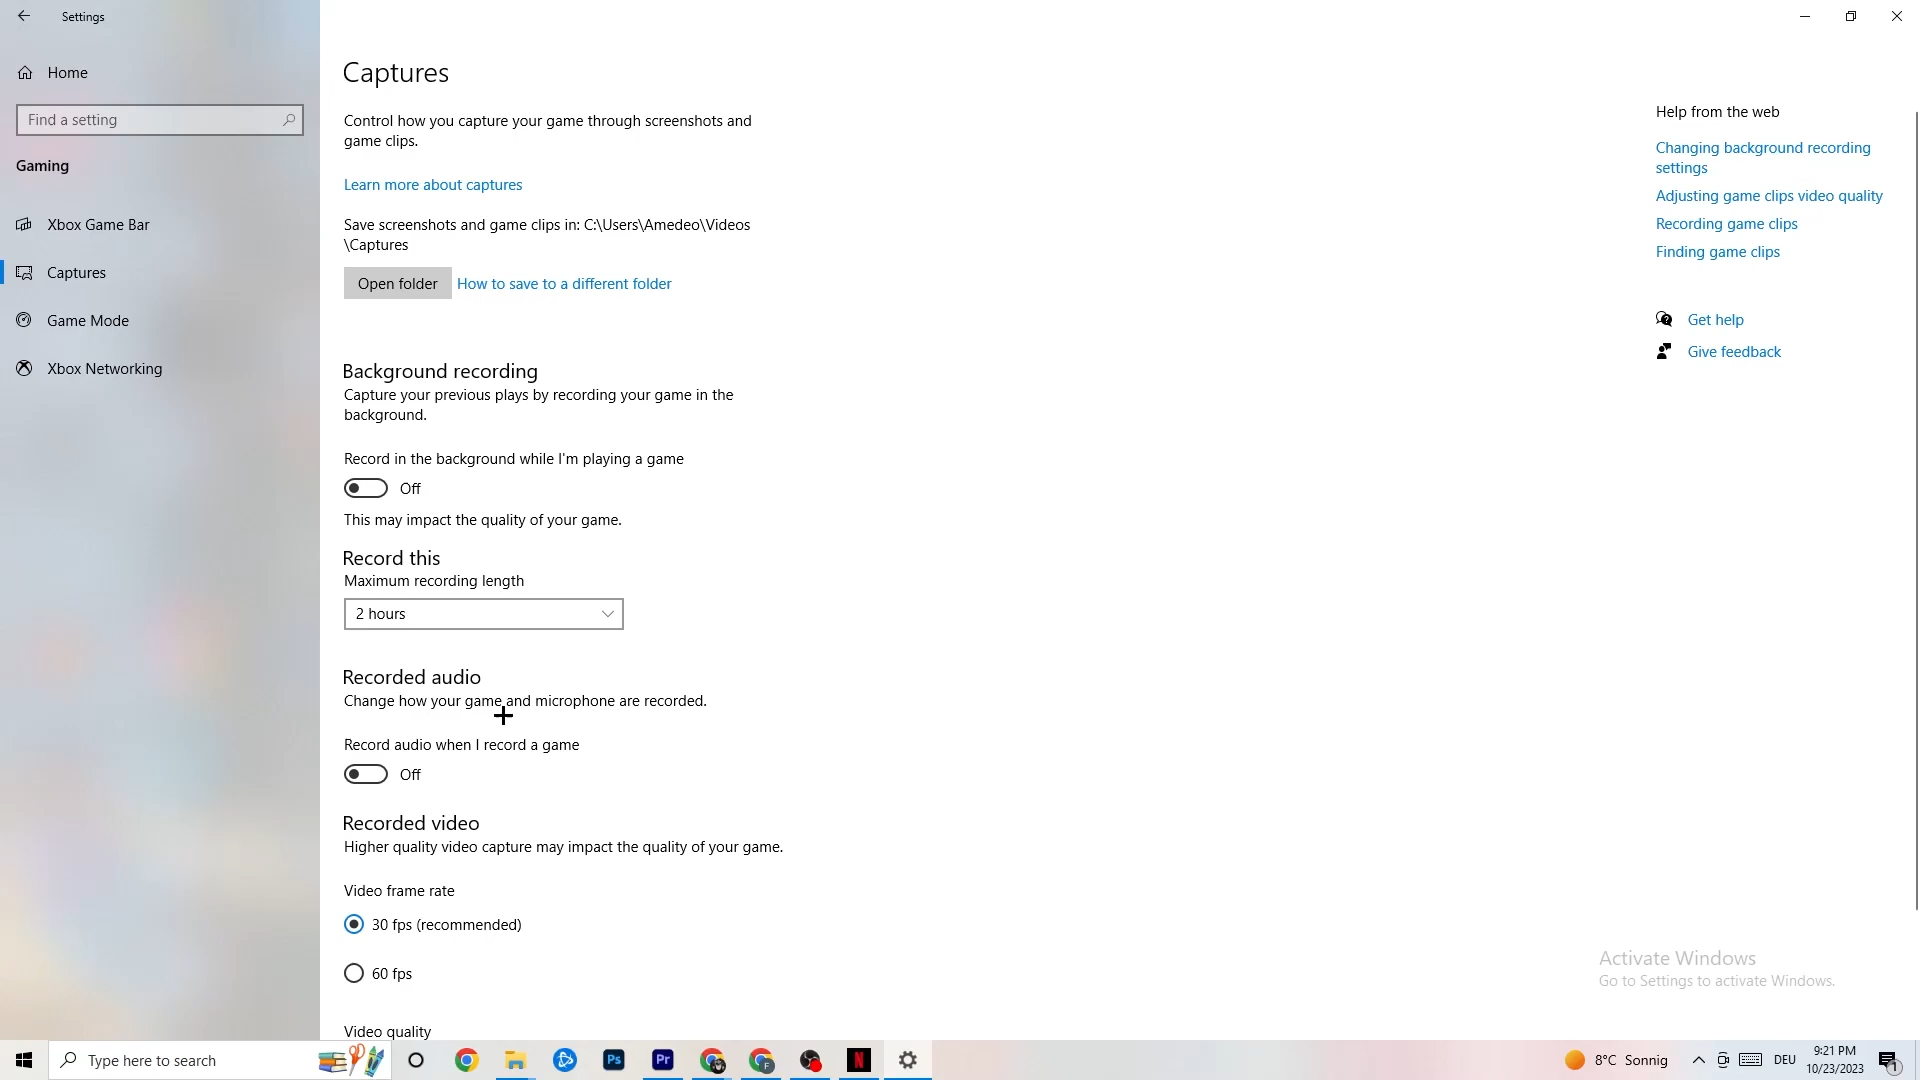 Settings
Home
Find a setting
Gaming
Xbox Game Bar
Captures
Game Mode
Xbox Networking
Captures
Control how you capture your game through screenshots and
game clips.
Learn more about captures
Save screenshots and game clips in: C:\Users\Amedeo\Videos
\Captures
Open folder
How to save to a different folder
Background recording
Capture your previous plays by recording your game in the
background.
Record in the background while I'm playing a game
Off
This may impact the quality of your game.
Record this
Maximum recording length
2 hours
Recorded audio
Change how your game and microphone are recorded.
Record audio when I record a game
Off
Recorded video
Higher quality video capture may impact the quality of your game.
Video frame rate
30 fps (recommended)
60 fps
Video quality
Help from the web
Changing background recording
settings
Adjusting game clips video quality
Recording game clips
Finding game clips
Get help
Give feedback
Activate Windows
Go to Settings to activate Windows.
Type here to search
Ps
Pr
F
N
8°C Sonnig
DEU
9:21 PM
10/23/2023
1